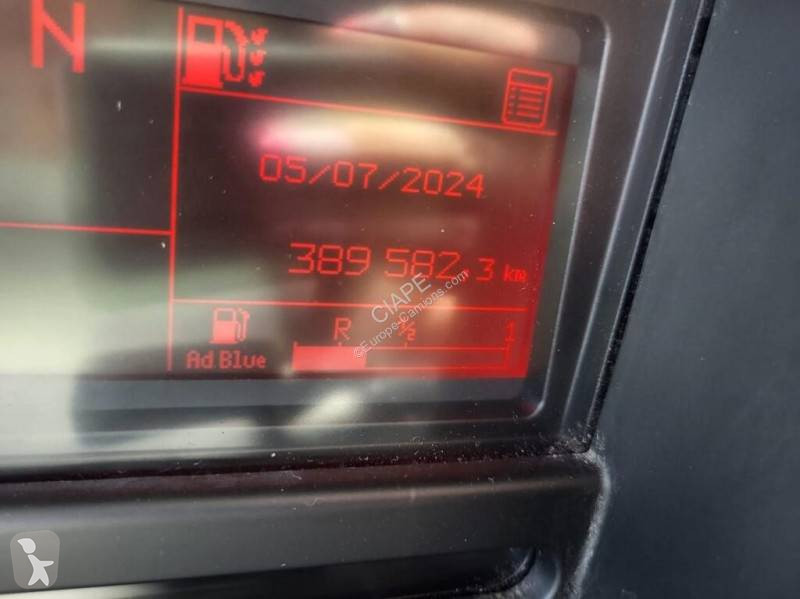 N
05/07/2024
389 582.3 km
CIAPE
©Europe-Camions.com
R ½ 1
Ad Blue